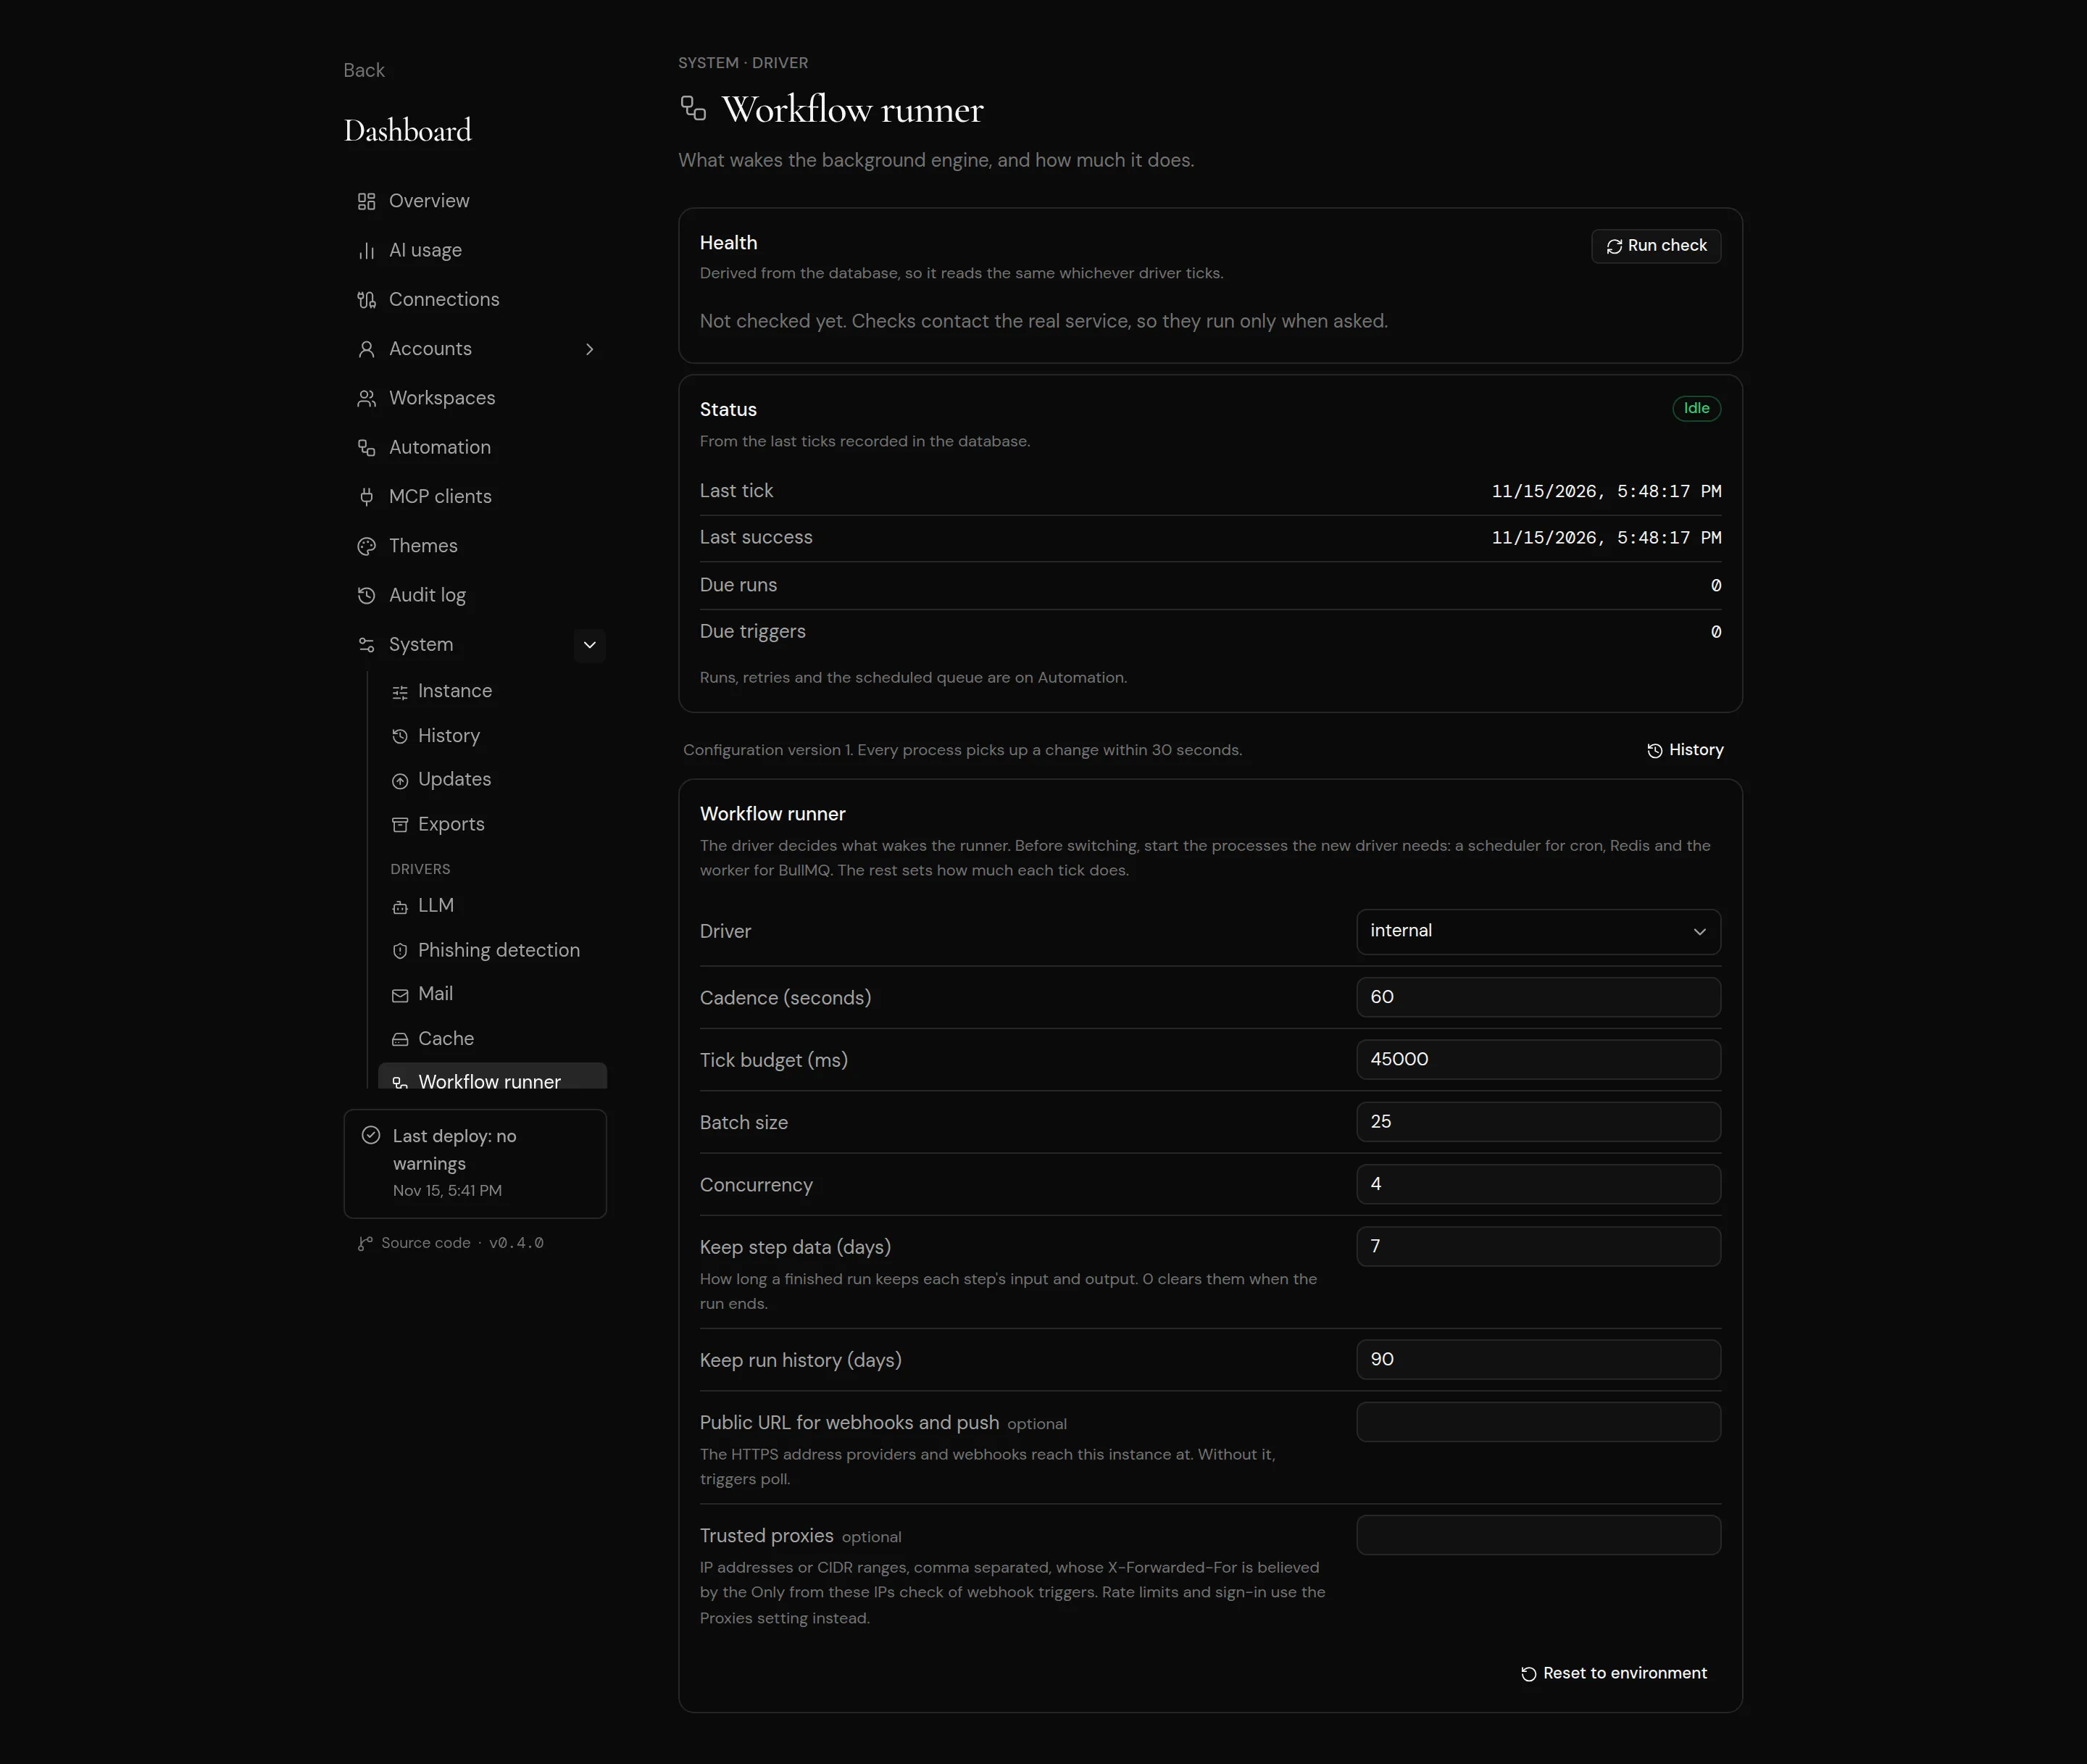 Back
Dashboard
Overview
AI usage
Connections
Accounts
Workspaces
Automation
MCP clients
Themes
Audit log
System
Instance
History
Updates
Exports
DRIVERS
LLM
Phishing detection
Mail
Cache
Workflow runner
Last deploy: no
warnings
Nov 15, 5:41 PM
Source code · v0.4.0
SYSTEM · DRIVER
Workflow runner
What wakes the background engine, and how much it does.
Health
Run check
Derived from the database, so it reads the same whichever driver ticks.
Not checked yet. Checks contact the real service, so they run only when asked.
Status
Idle
From the last ticks recorded in the database.
Last tick 11/15/2026, 5:48:17 PM
Last success 11/15/2026, 5:48:17 PM
Due runs 0
Due triggers 0
Runs, retries and the scheduled queue are on Automation.
Configuration version 1. Every process picks up a change within 30 seconds.
History
Workflow runner
The driver decides what wakes the runner. Before switching, start the processes the new driver needs: a scheduler for cron, Redis and the
worker for BullMQ. The rest sets how much each tick does.
Driver internal
Cadence (seconds) 60
Tick budget (ms) 45000
Batch size 25
Concurrency 4
Keep step data (days) 7
How long a finished run keeps each step's input and output. 0 clears them when the
run ends.
Keep run history (days) 90
Public URL for webhooks and push optional
The HTTPS address providers and webhooks reach this instance at. Without it,
triggers poll.
Trusted proxies optional
IP addresses or CIDR ranges, comma separated, whose X-Forwarded-For is believed
by the Only from these IPs check of webhook triggers. Rate limits and sign-in use the
Proxies setting instead.
Reset to environment